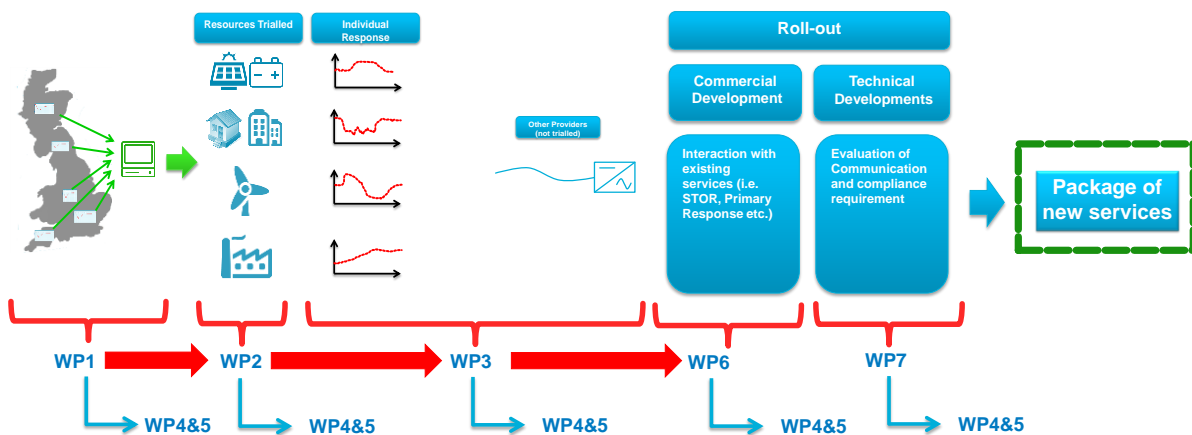 Resources Trialled
Individual
Response
Roll-out
Commercial
Development
Technical
Developments
Other Providers
(not trialled)
Interaction with
existing
services (i.e.
STOR, Primary
Response etc.)
Evaluation of
Communication
and compliance
requirement
Package of
new services
WP1
WP2
WP3
WP6
WP7
WP4&5
WP4&5
WP4&5
WP4&5
WP4&5